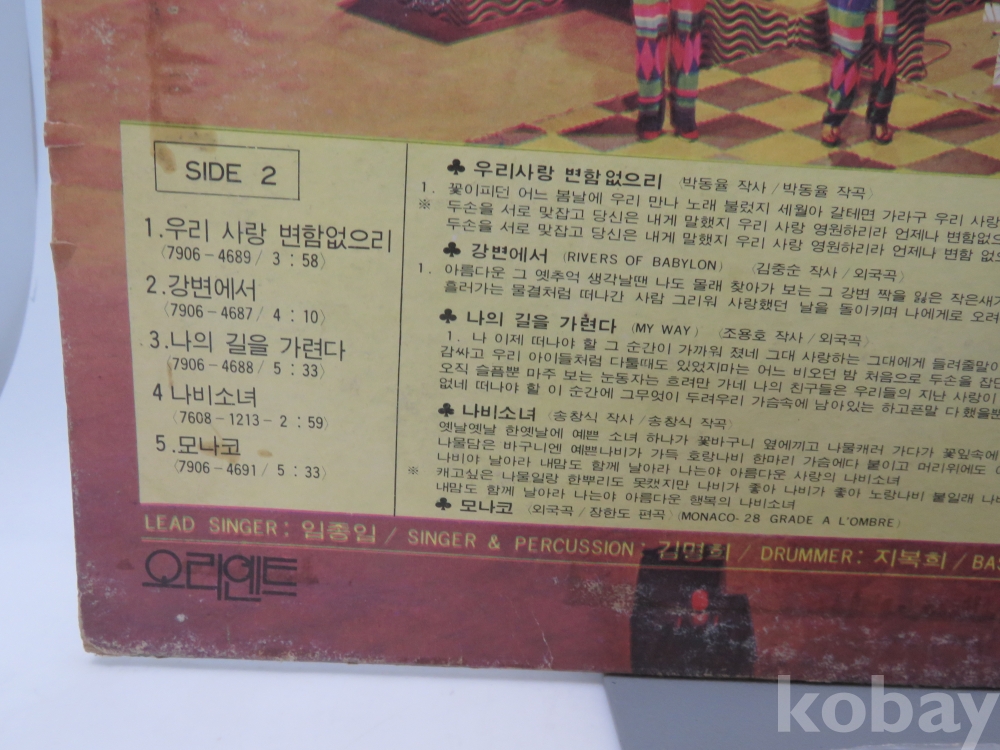 SIDE 2
1.우리 사랑 변함없으리
〈7906-4689 / 3 : 58〉
2.강변에서
〈7906-4687 / 4 : 10〉
3.나의 길을 가련다
〈7906-4688 / 5 : 33〉
4 나비소녀
〈7608-1213- 2 : 59〉
5.모나코
〈7906-4691 / 5 : 33〉
♣ 우리사랑 변함없으리 〈박동율 작사 / 박동율 작곡〉
1. 꽃이피던 어느 봄날에 우리 만나 노래 불렀지 세월아 갈테면 가라구 우리 사랑
※ 두손을 서로 맞잡고 당신은 내게 말했지 우리 사랑 영원하리라 언제나 변함없으
두손을 서로 맞잡고 당신은 내게 말했지 우리 사랑 영원하리라 언제나 변함 없으
♣ 강변에서 〈RIVERS OF BABYLON〉 〈김중순 작사 / 외국곡〉
1. 아름다운 그 옛추억 생각날땐 나도 몰래 찾아가 보는 그 강변 짝을 잃은 작은새가
흘러가는 물결처럼 떠나간 사람 그리워 사랑했던 날을 돌이키며 나에게로 오려
♣ 나의 길을 가련다 〈MY WAY〉 〈조용호 작사 / 외국곡〉
1. 나 이제 떠나야 할 그 순간이 가까워 졌네 그대 사랑하는 그대에게 들려줄말이
감싸고 우리 아이들처럼 다툴때도 있었지마는 어느 비오던 밤 처음으로 두손을 잡던
오직 슬픔뿐 마주 보는 눈동자는 흐려만 가네 나의 친구들은 우리들의 지난 사랑이
없네 떠나야 할 이 순간에 그무엇이 두려우리 가슴속에 남아있는 하고픈말 다했을뿐
♣ 나비소녀 〈송창식 작사 / 송창식 작곡〉
옛날옛날 한옛날에 예쁜 소녀 하나가 꽃바구니 옆에끼고 나물캐러 가다가 꽃잎속에
나물담은 바구니엔 예쁜나비가 가득 호랑나비 한마리 가슴에다 붙이고 머리위에도
나비야 날아라 내맘도 함께 날아라 나는야 아름다운 사랑의 나비소녀
※ 캐고싶은 나물일랑 한뿌리도 못캤지만 나비가 좋아 나비가 좋아 노랑나비 붙일래 나비
내맘도 함께 날아라 나는야 아름다운 행복의 나비소녀
♣ 모나코 〈외국곡 / 장한도 편곡〉〈MONACO- 28 GRADE A L'OMBRE〉
LEAD SINGER : 임종임 / SINGER & PERCUSSION : 김명희 / DRUMMER : 지복희 / BAS
오리엔트
kobay